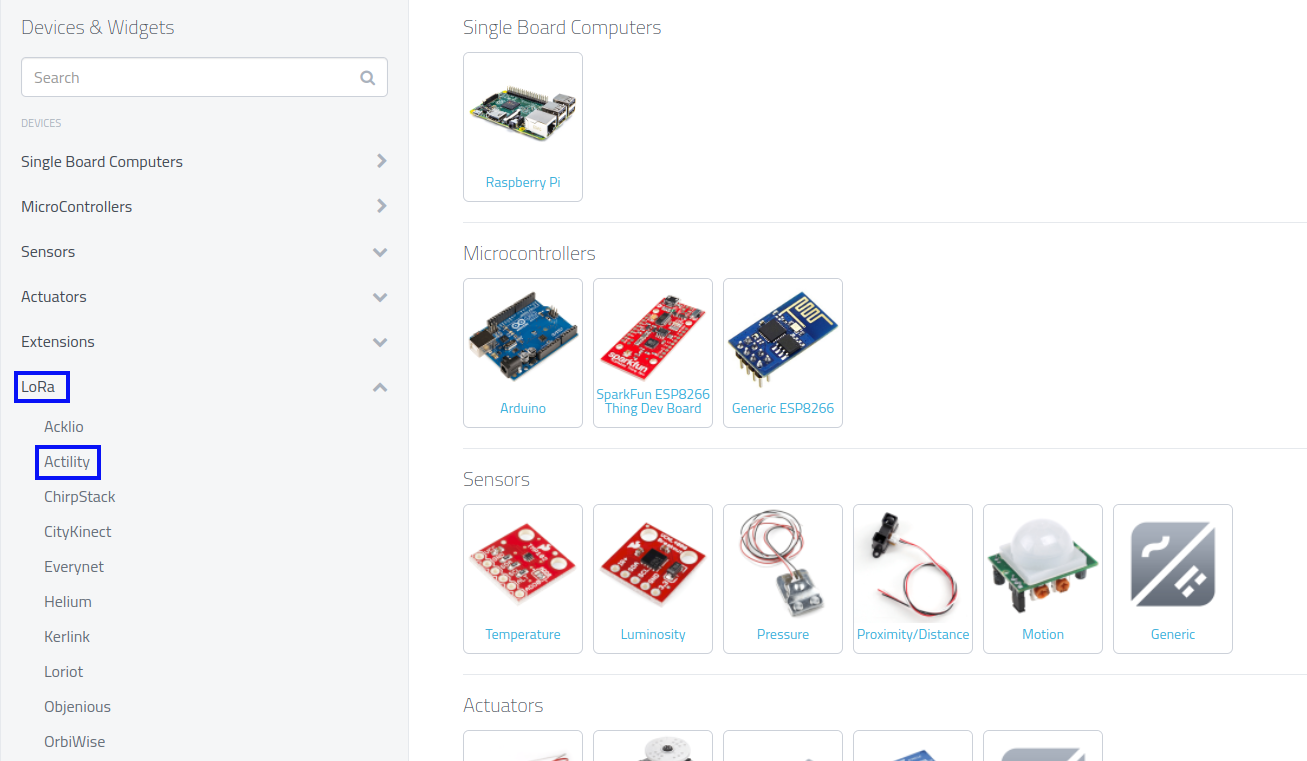 Devices & Widgets
Search
DEVICES
Single Board Computers
MicroControllers
Sensors
Actuators
Extensions
LoRa
Acklio
Actility
ChirpStack
CityKinect
Everynet
Helium
Kerlink
Loriot
Objenious
OrbiWise
Single Board Computers
Raspberry Pi
Microcontrollers
Arduino
sparkfun
SparkFun ESP8266
Thing Dev Board
Generic ESP8266
Sensors
Temperature
Luminosity
Pressure
Proximity/Distance
Motion
Generic
Actuators